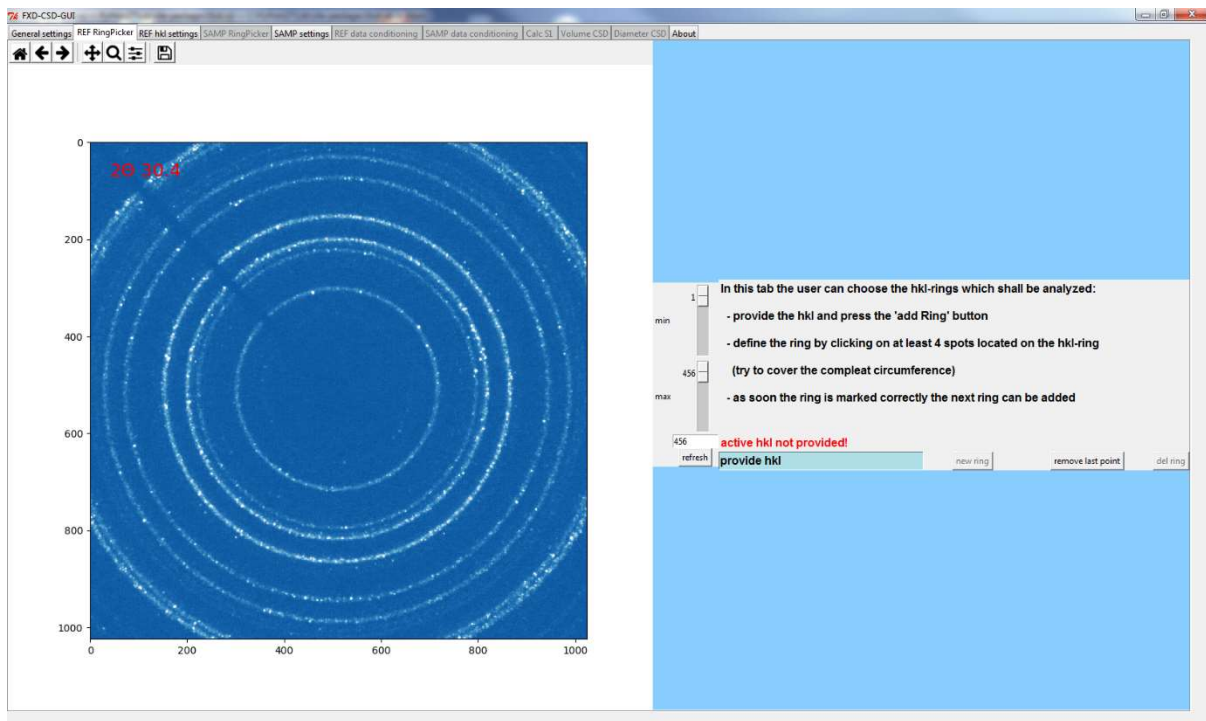 FXD-CSD-GUI
General settings REF RingPicker REF hkl settings SAMP RingPicker SAMP settings REF data conditioning SAMP data conditioning Calc S1 Volume CSD Diameter CSD About
2Θ 30.4
0
200
400
600
800
1000
0 200 400 600 800 1000
1
min
456
max
456
refresh
In this tab the user can choose the hkl-rings which shall be analyzed:
- provide the hkl and press the 'add Ring' button
- define the ring by clicking on at least 4 spots located on the hkl-ring
(try to cover the compleat circumference)
- as soon the ring is marked correctly the next ring can be added
active hkl not provided!
provide hkl new ring remove last point del ring